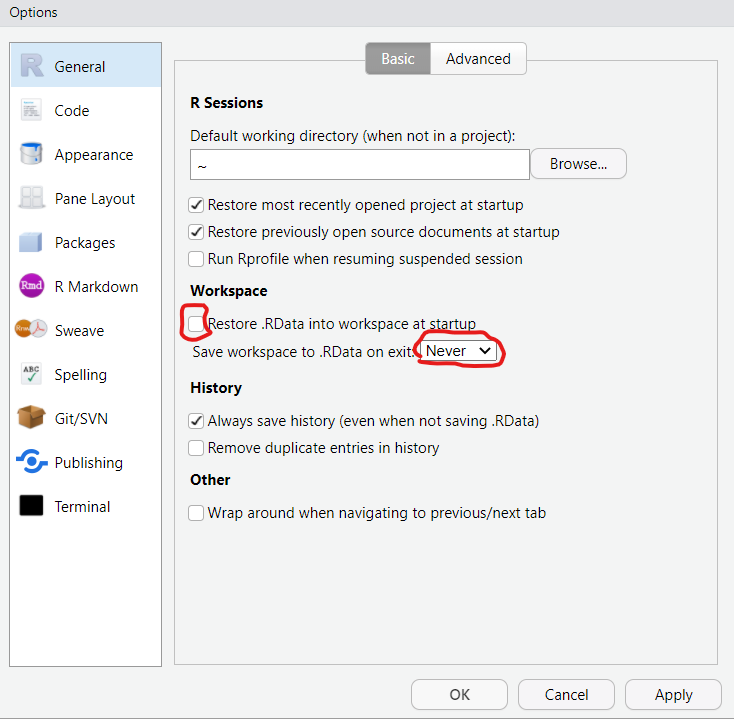 Options
General
Code
Appearance
Pane Layout
Packages
Rmd R Markdown
Rnw Sweave
ABC Spelling
Git/SVN
Publishing
Terminal
Basic Advanced
R Sessions
Default working directory (when not in a project):
~ Browse...
Restore most recently opened project at startup
Restore previously open source documents at startup
Run Rprofile when resuming suspended session
Workspace
Restore .RData into workspace at startup
Save workspace to .RData on exit: Never
History
Always save history (even when not saving .RData)
Remove duplicate entries in history
Other
Wrap around when navigating to previous/next tab
OK Cancel Apply